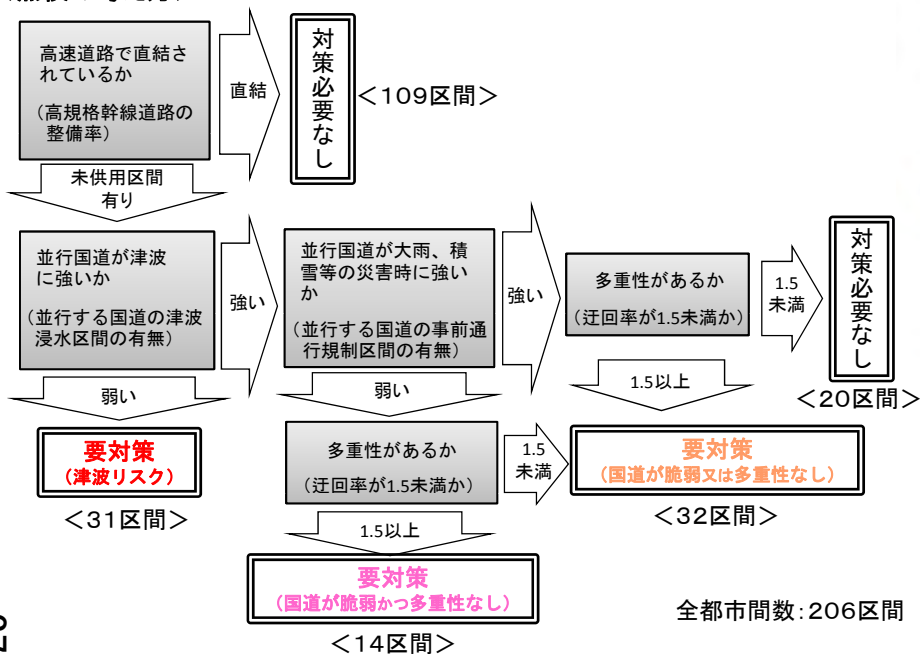 高速道路で直結さ
れているか
(高規格幹線道路の
整備率)
直結
対策必要なし
<109区間>
未供用区間
有り
並行国道が津波
に強いか
(並行する国道の津波
浸水区間の有無)
強い
並行国道が大雨、積
雪等の災害時に強い
か
(並行する国道の事前通
行規制区間の有無)
強い
多重性があるか
(迂回率が1.5未満か)
1.5
未満
対策必要なし
<20区間>
弱い
弱い
1.5以上
要対策
(津波リスク)
<31区間>
多重性があるか
(迂回率が1.5未満か)
1.5
未満
要対策
(国道が脆弱又は多重性なし)
<32区間>
1.5以上
要対策
(国道が脆弱かつ多重性なし)
<14区間>
全都市間数:206区間